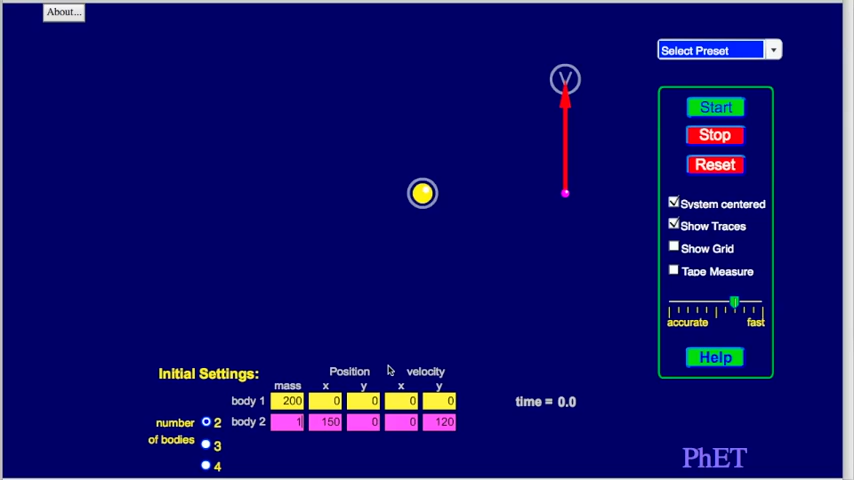 About...
Select Preset
V
Start
Stop
Reset
System centered
Show Traces
Show Grid
Tape Measure
accurate fast
Help
Initial Settings:
Position velocity
mass x y x y
body 1 200 0 0 0 0
number of bodies 2 body 2 1 150 0 0 120
3
4
time = 0.0
PhET